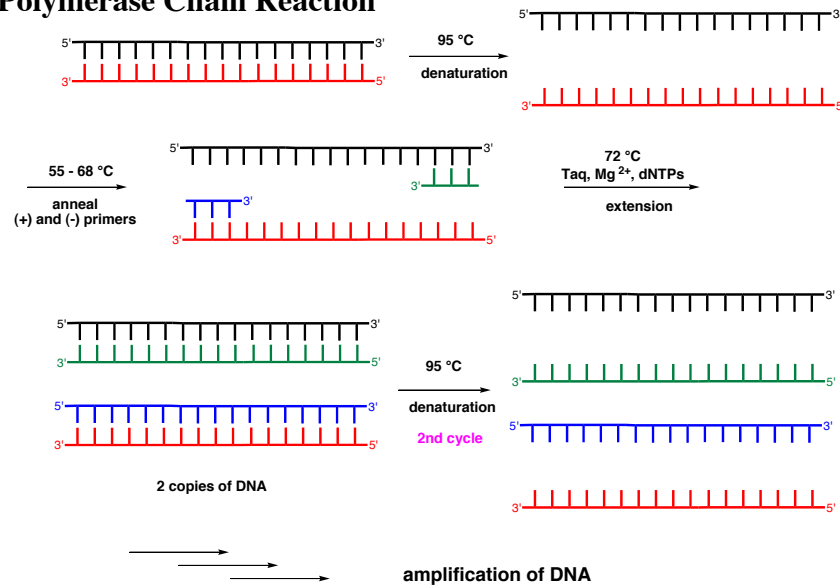 Polymerase Chain Reaction
5' 3'
3' 5'
95 °C
denaturation
5' 3'
3' 5'
55 - 68 °C
anneal
(+) and (-) primers
5' 3'
3'
3'
3' 5'
72 °C
Taq, Mg 2+, dNTPs
extension
5' 3'
3' 5'
5' 3'
3' 5'
2 copies of DNA
95 °C
denaturation
2nd cycle
5' 3'
3' 5'
5' 3'
3' 5'
amplification of DNA